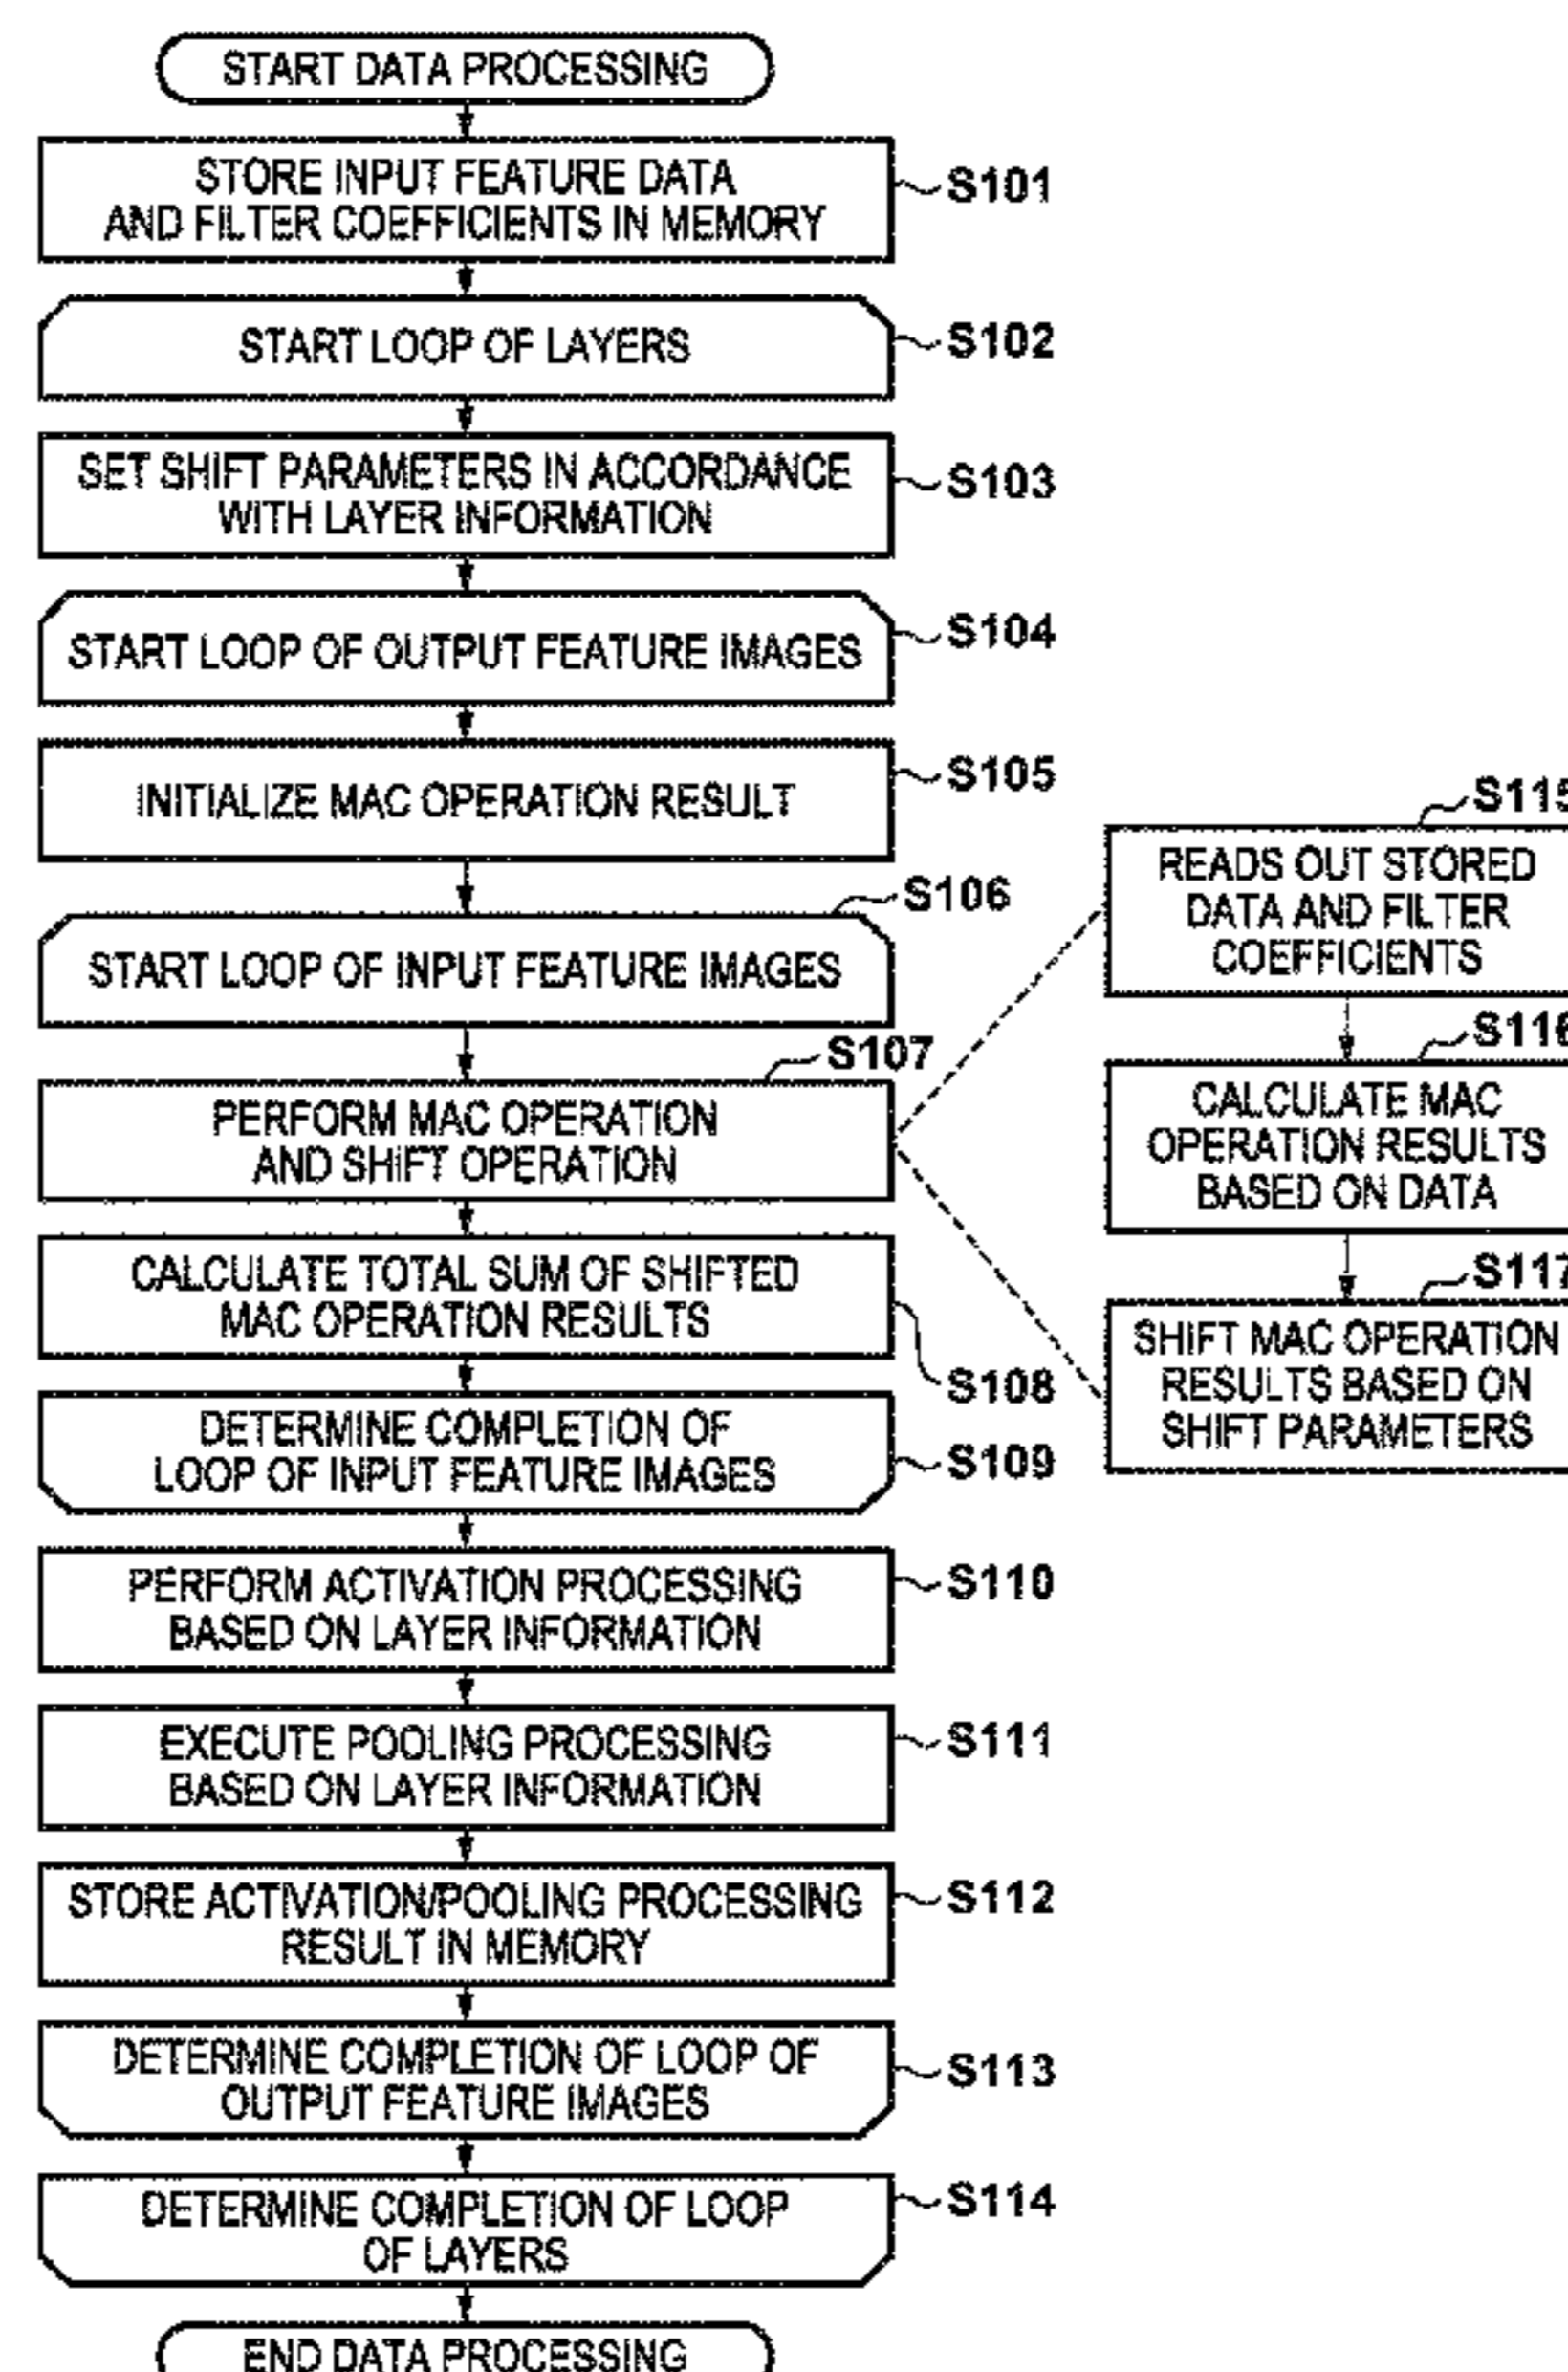 START DATA PROCESSING
STORE INPUT FEATURE DATA
AND FILTER COEFFICIENTS IN MEMORY
S101
START LOOP OF LAYERS
S102
SET SHIFT PARAMETERS IN ACCORDANCE
WITH LAYER INFORMATION
S103
START LOOP OF OUTPUT FEATURE IMAGES
S104
INITIALIZE MAC OPERATION RESULT
S105
START LOOP OF INPUT FEATURE IMAGES
S106
PERFORM MAC OPERATION
AND SHIFT OPERATION
S107
S115
READS OUT STORED
DATA AND FILTER
COEFFICIENTS
S116
CALCULATE MAC
OPERATION RESULTS
BASED ON DATA
S117
SHIFT MAC OPERATION
RESULTS BASED ON
SHIFT PARAMETERS
CALCULATE TOTAL SUM OF SHIFTED
MAC OPERATION RESULTS
S108
DETERMINE COMPLETION OF
LOOP OF INPUT FEATURE IMAGES
S109
PERFORM ACTIVATION PROCESSING
BASED ON LAYER INFORMATION
S110
EXECUTE POOLING PROCESSING
BASED ON LAYER INFORMATION
S111
STORE ACTIVATION/POOLING PROCESSING
RESULT IN MEMORY
S112
DETERMINE COMPLETION OF LOOP OF
OUTPUT FEATURE IMAGES
S113
DETERMINE COMPLETION OF LOOP
OF LAYERS
S114
END DATA PROCESSING